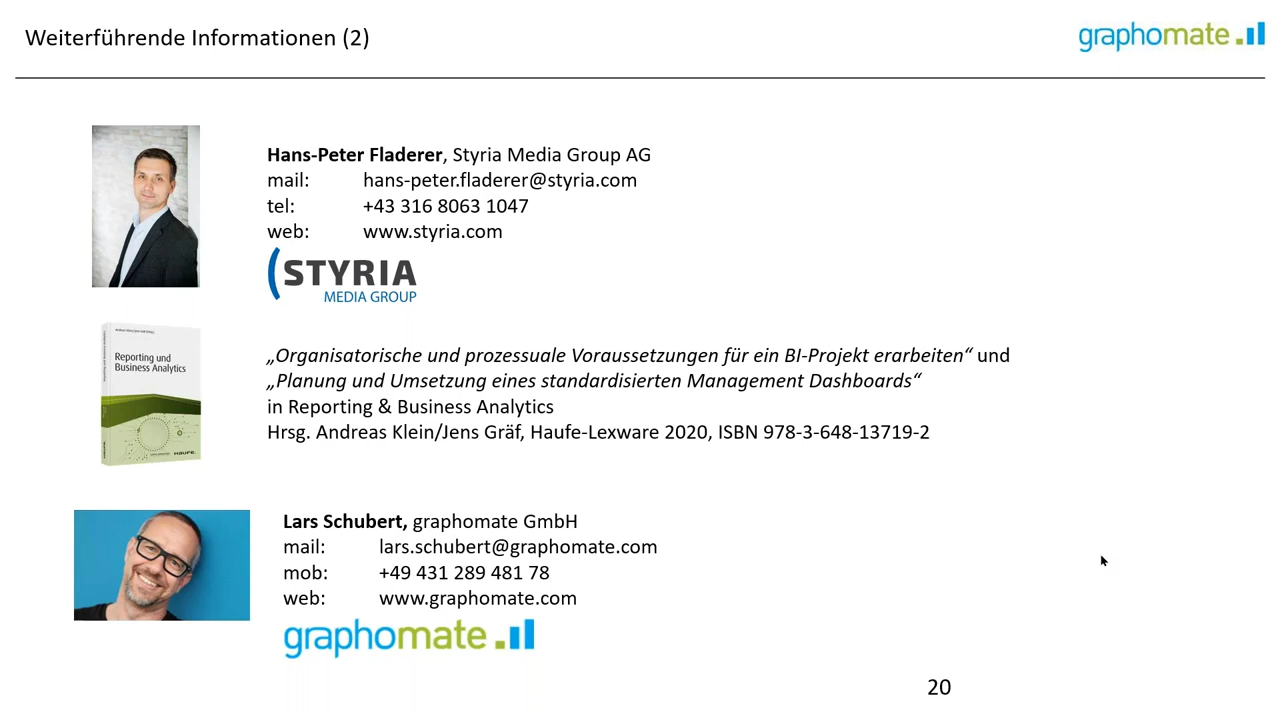 Weiterführende Informationen (2)
graphomate
Hans-Peter Fladerer, Styria Media Group AG
mail: hans-peter.fladerer@styria.com
tel: +43 316 8063 1047
web: www.styria.com
STYRIA
MEDIA GROUP
Reporting und
Business Analytics
HAUFE.
„Organisatorische und prozessuale Voraussetzungen für ein BI-Projekt erarbeiten“ und
„Planung und Umsetzung eines standardisierten Management Dashboards“
in Reporting & Business Analytics
Hrsg. Andreas Klein/Jens Gräf, Haufe-Lexware 2020, ISBN 978-3-648-13719-2
Lars Schubert, graphomate GmbH
mail: lars.schubert@graphomate.com
mob: +49 431 289 481 78
web: www.graphomate.com
graphomate
20